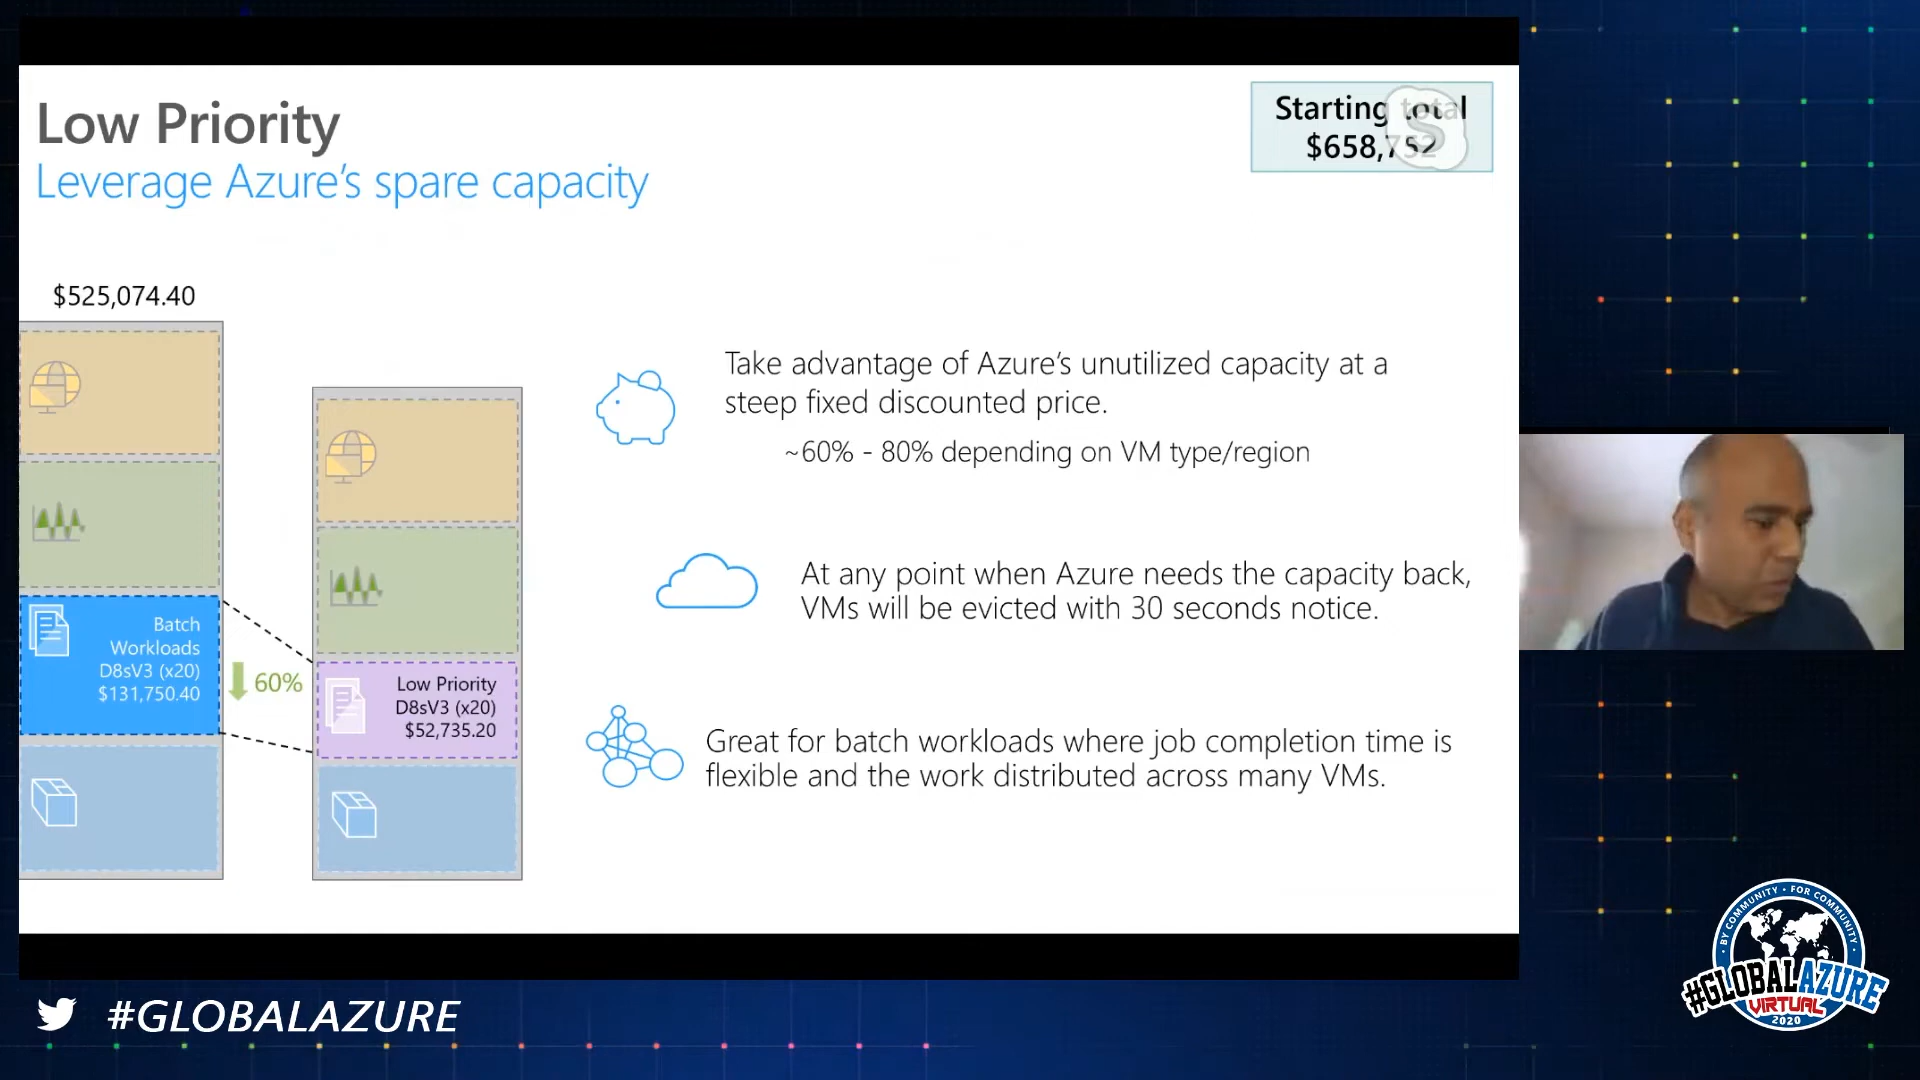 Low Priority
Leverage Azure's spare capacity
Starting total
$658,752
$525,074.40
Batch
Workloads
D8sV3 (x20)
$131,750.40
60%
Low Priority
D8sV3 (x20)
$52,735.20
Take advantage of Azure's unutilized capacity at a
steep fixed discounted price.
~60% - 80% depending on VM type/region
At any point when Azure needs the capacity back,
VMs will be evicted with 30 seconds notice.
Great for batch workloads where job completion time is
flexible and the work distributed across many VMs.
#GLOBALAZURE
BY COMMUNITY • FOR COMMUNITY
#GLOBALAZURE
VIRTUAL
2020